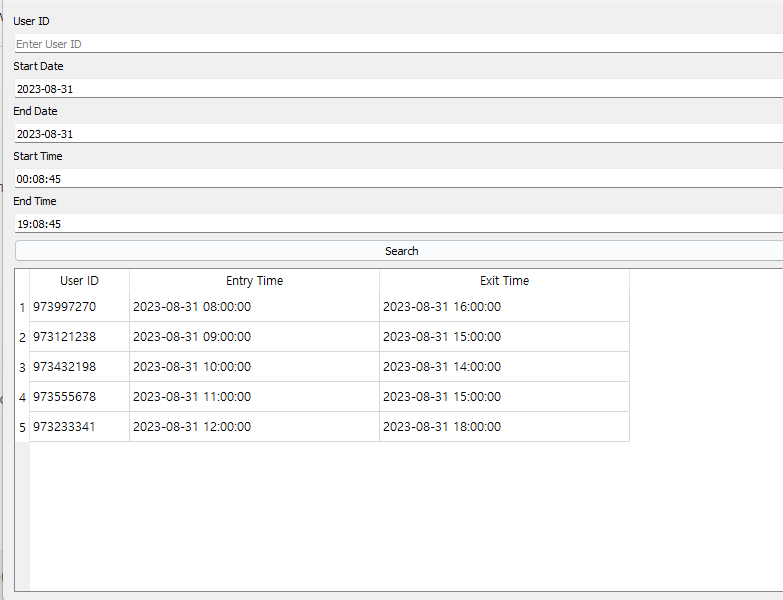 User ID
Enter User ID
Start Date
2023-08-31
End Date
2023-08-31
Start Time
00:08:45
End Time
19:08:45
Search
User ID Entry Time Exit Time
1 973997270 2023-08-31 08:00:00 2023-08-31 16:00:00
2 973121238 2023-08-31 09:00:00 2023-08-31 15:00:00
3 973432198 2023-08-31 10:00:00 2023-08-31 14:00:00
4 973555678 2023-08-31 11:00:00 2023-08-31 15:00:00
5 973233341 2023-08-31 12:00:00 2023-08-31 18:00:00